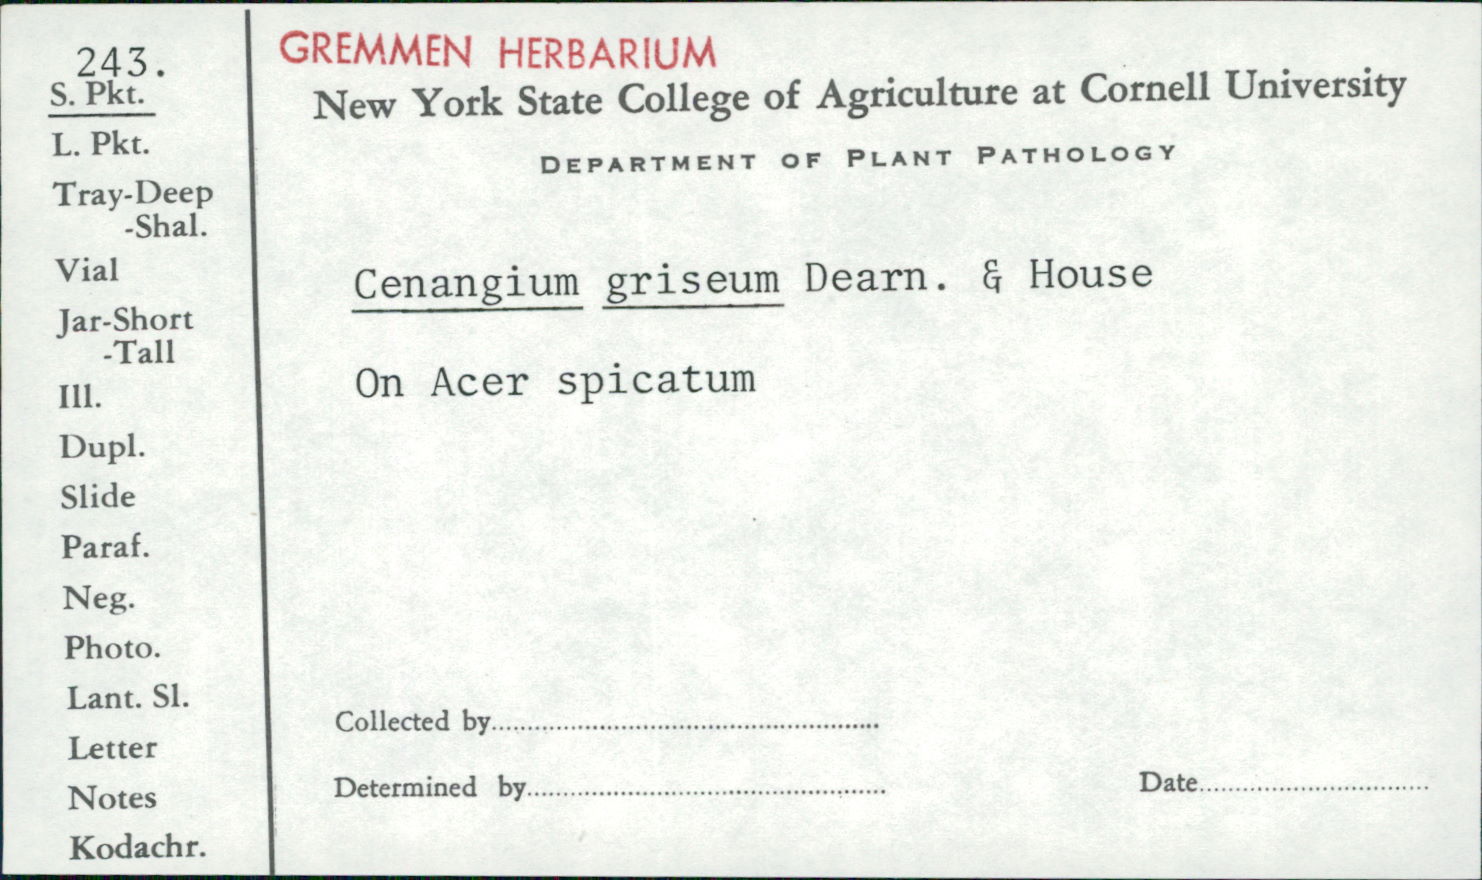 243.
S. Pkt.
L. Pkt.
Tray-Deep
-Shal.
Vial
Jar-Short
-Tall
Ill.
Dupl.
Slide
Paraf.
Neg.
Photo.
Lant. Sl.
Letter
Notes
Kodachr.
GREMMEN HERBARIUM
New York State College of Agriculture at Cornell University
DEPARTMENT OF PLANT PATHOLOGY
Cenangium griseum Dearn. & House
On Acer spicatum
Collected by
Determined by
Date